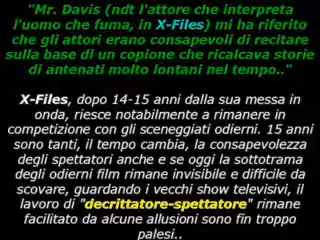 "Mr. Davis (ndt l'attore che interpreta
l'uomo che fuma, in X-Files) mi ha riferito
che gli attori erano consapevoli di recitare
sulla base di un copione che ricalcava storie
di antenati molto lontani nel tempo.."
X-Files, dopo 14-15 anni dalla sua messa in
onda, riesce notabilmente a rimanere in
competizione con gli sceneggiati odierni. 15 anni
sono tanti, il tempo cambia, la consapevolezza
degli spettatori anche e se oggi la sottotrama
degli odierni film rimane invisibile e difficile da
scovare, guardando i vecchi show televisivi, il
lavoro di "decrittatore-spettatore" rimane
facilitato da alcune allusioni sono fin troppo
palesi..